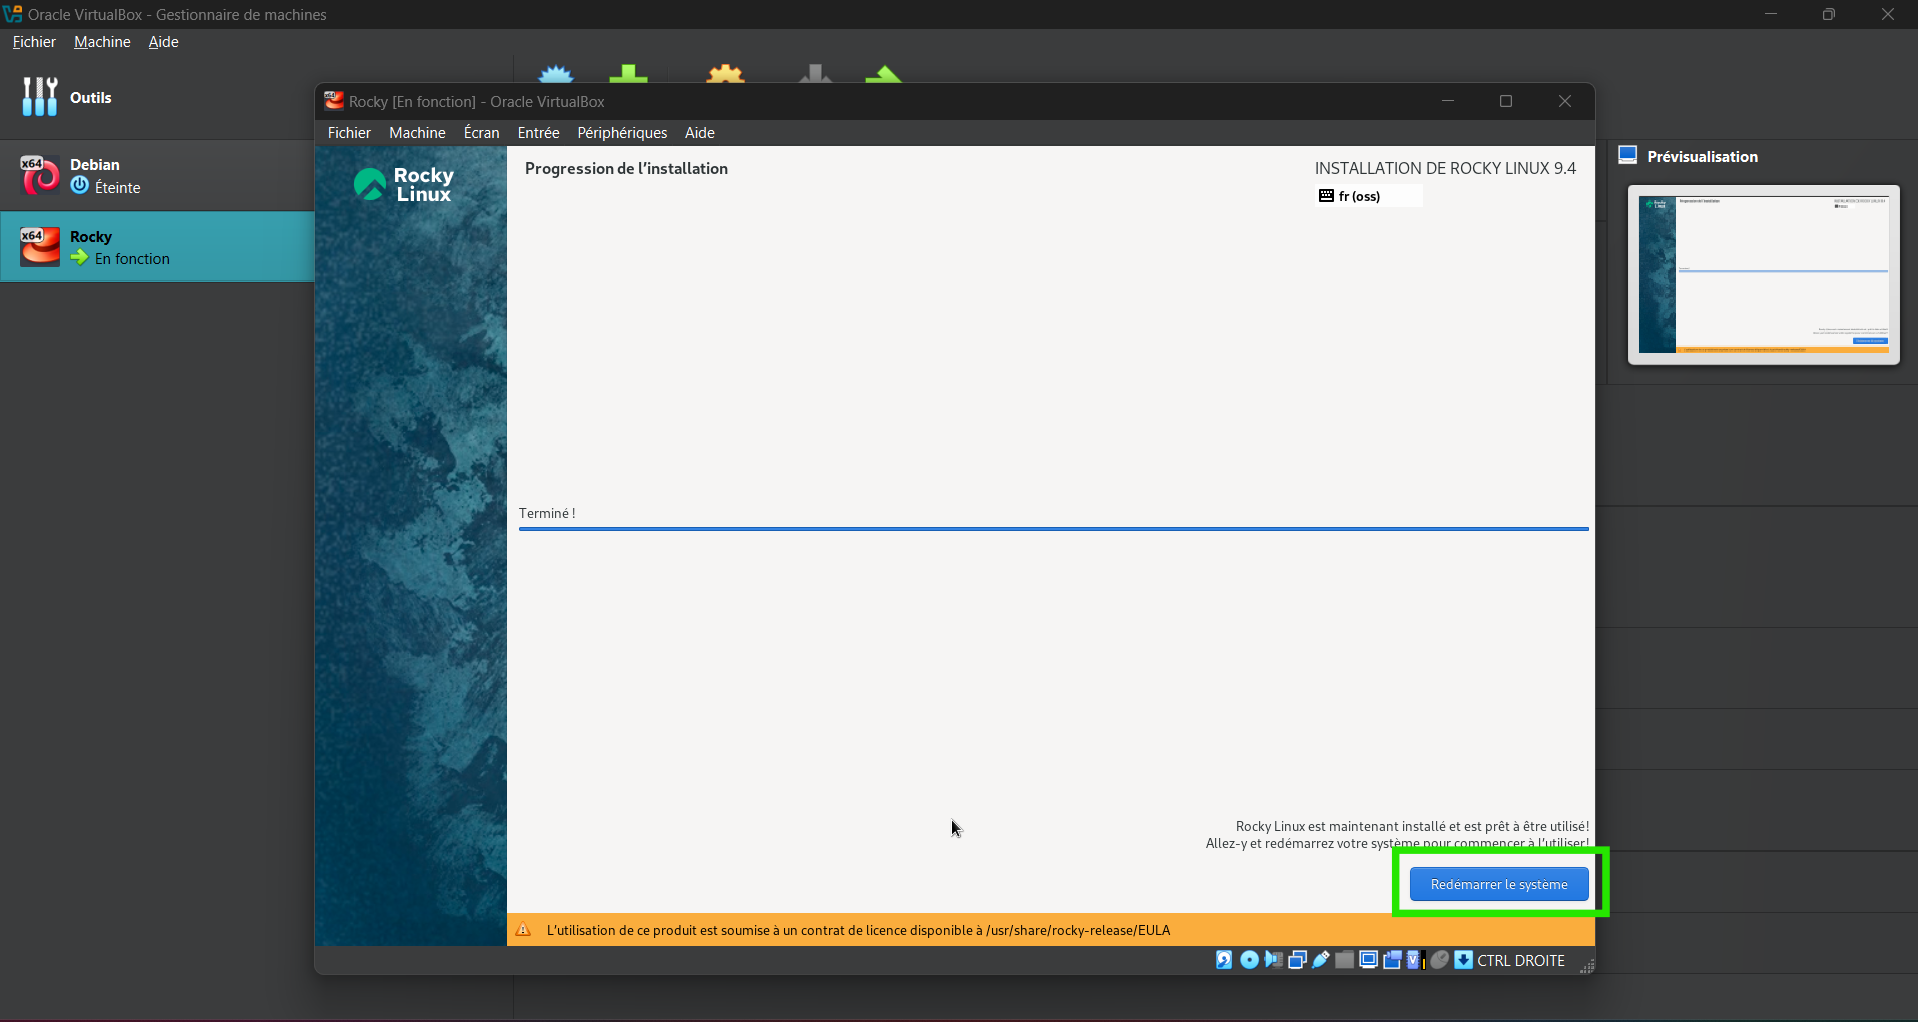 Oracle VirtualBox - Gestionnaire de machines
Fichier Machine Aide
Outils
x64 Debian
Éteinte
x64 Rocky
En fonction
x64 Rocky [En fonction] - Oracle VirtualBox
Fichier Machine Écran Entrée Périphériques Aide
Rocky
Linux
Progression de l'installation
INSTALLATION DE ROCKY LINUX 9.4
fr (oss)
Terminé !
Rocky Linux est maintenant installé et est prêt à être utilisé!
Allez-y et redémarrez votre système pour commencer à l'utiliser!
Redémarrer le système
L'utilisation de ce produit est soumise à un contrat de licence disponible à /usr/share/rocky-release/EULA
CTRL DROITE
Prévisualisation